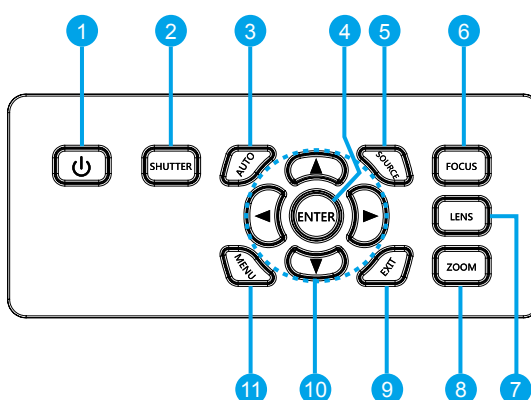 1 2 3 4 5 6
SHUTTER AUTO SOURCE FOCUS
ENTER LENS
MENU EXIT ZOOM
11 10 9 8 7